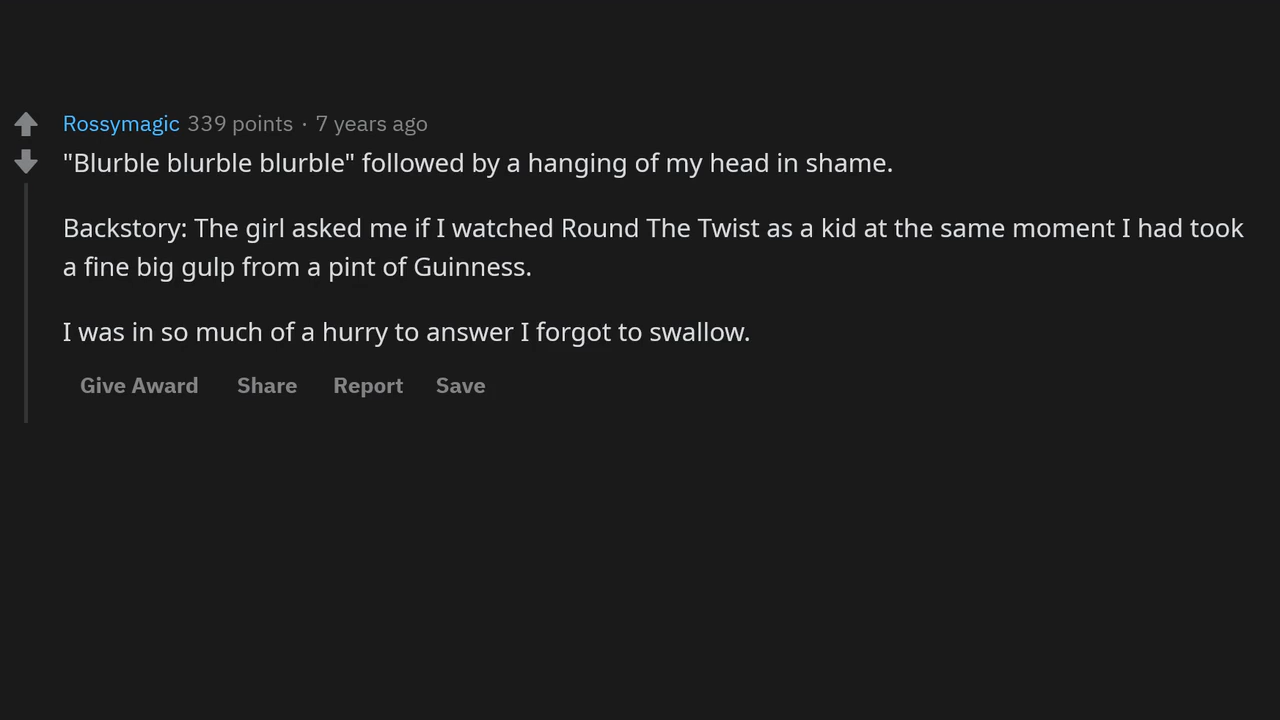 Rossymagic 339 points · 7 years ago
"Blurble blurble blurble" followed by a hanging of my head in shame.
Backstory: The girl asked me if I watched Round The Twist as a kid at the same moment I had took
a fine big gulp from a pint of Guinness.
I was in so much of a hurry to answer I forgot to swallow.
Give Award Share Report Save